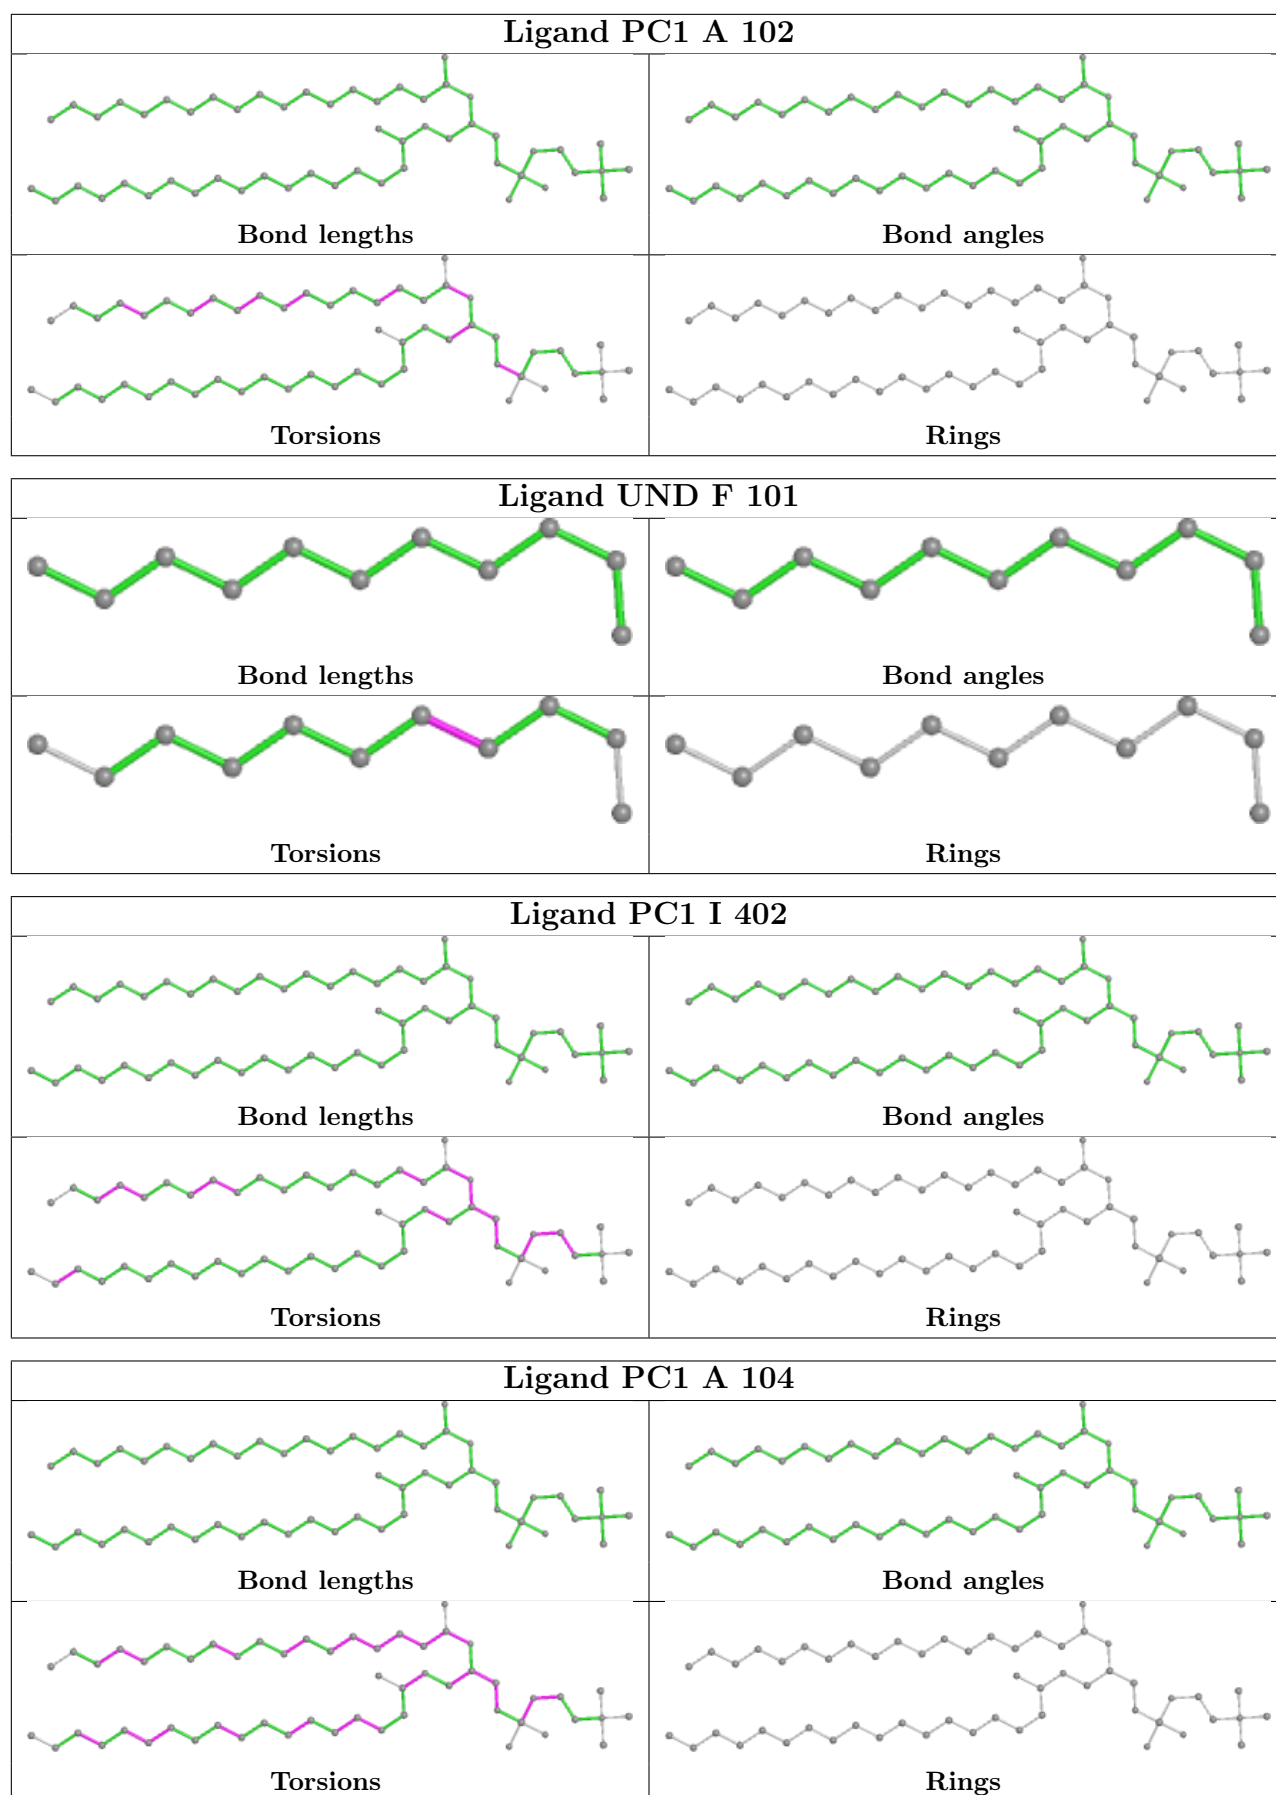 Ligand PC1 A 102
Bond lengths
Bond angles
Torsions
Rings
Ligand UND F 101
Bond lengths
Bond angles
Torsions
Rings
Ligand PC1 I 402
Bond lengths
Bond angles
Torsions
Rings
Ligand PC1 A 104
Bond lengths
Bond angles
Torsions
Rings